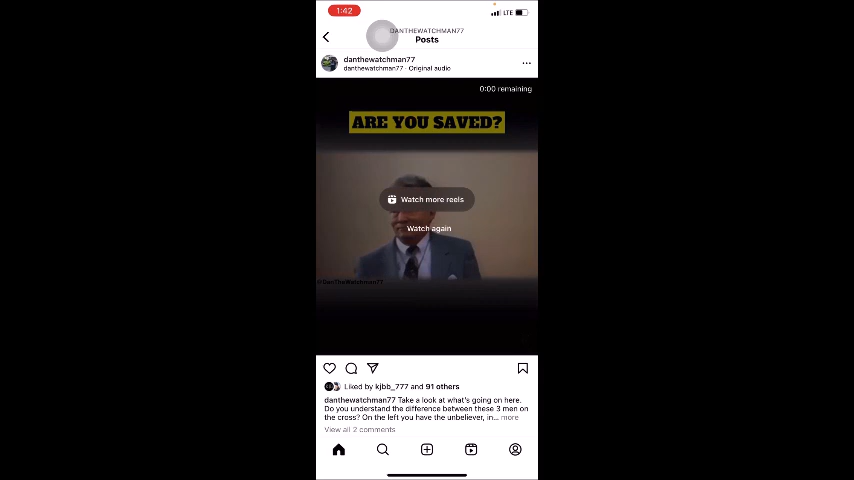 1:42
LTE
DANTHEWATCHMAN77
Posts
danthewatchman77
danthewatchman77 · Original audio
0:00 remaining
ARE YOU SAVED?
Watch more reels
Watch again
@DanTheWatchman77
Liked by kjbb_777 and 91 others
danthewatchman77 Take a look at what's going on here.
Do you understand the difference between these 3 men on
the cross? On the left you have the unbeliever, in... more
View all 2 comments